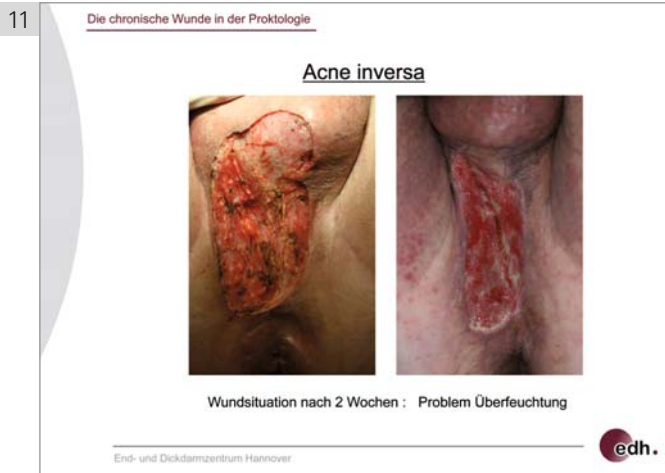 11
Die chronische Wunde in der Proktologie
Acne inversa
Wundsituation nach 2 Wochen : Problem Überfeuchtung
End- und Dickdarmzentrum Hannover
edh.